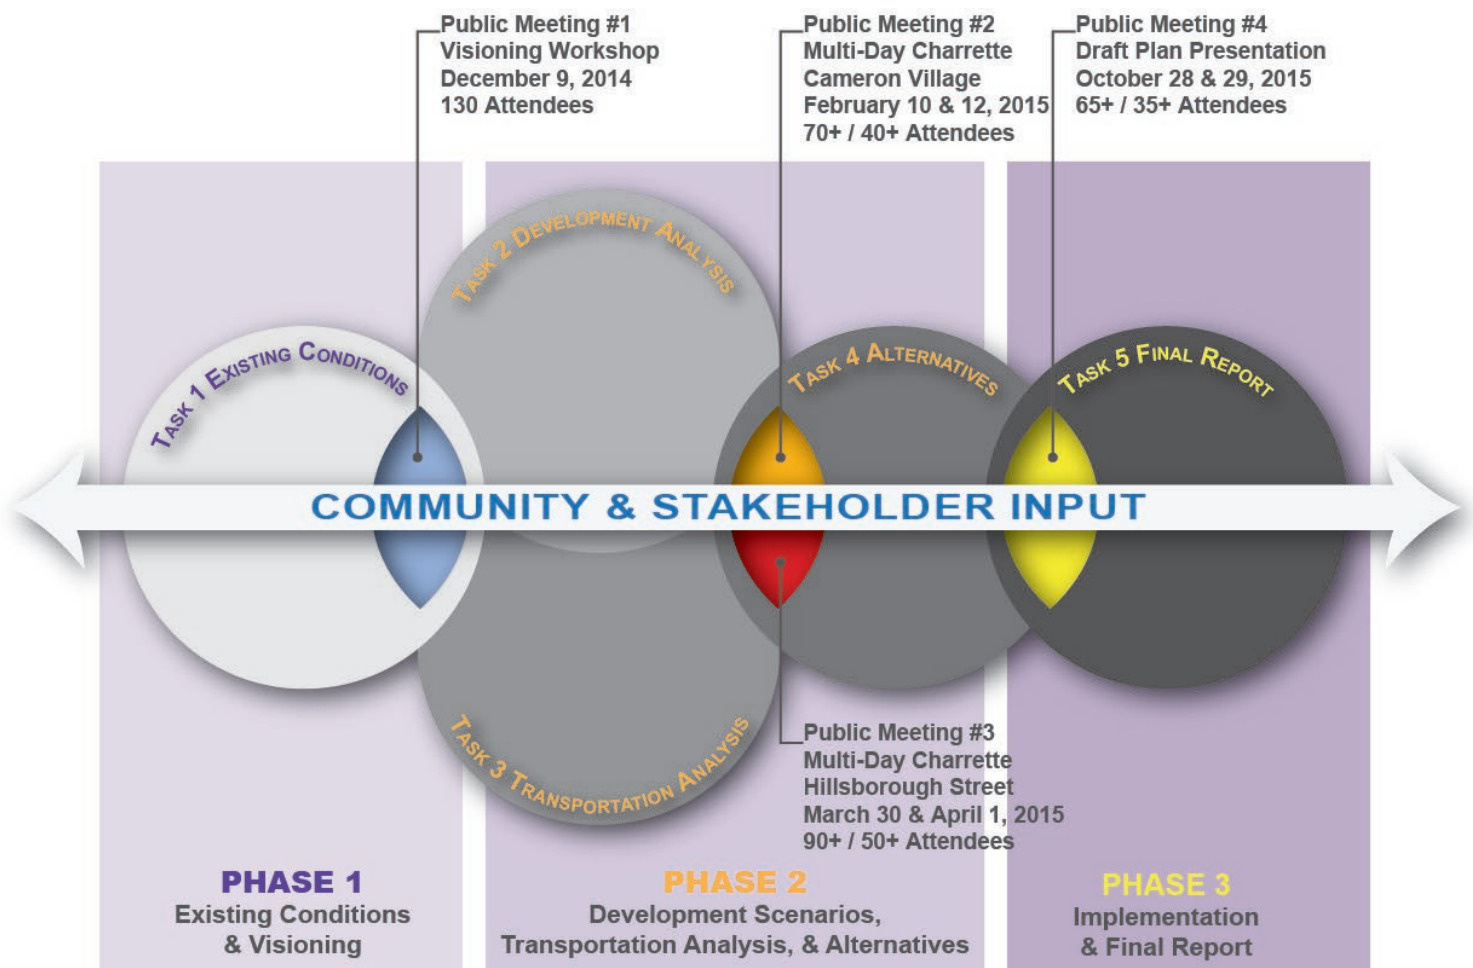 Public Meeting #1
Visioning Workshop
December 9, 2014
130 Attendees
Public Meeting #2
Multi-Day Charrette
Cameron Village
February 10 & 12, 2015
70+ / 40+ Attendees
Public Meeting #4
Draft Plan Presentation
October 28 & 29, 2015
65+ / 35+ Attendees
Task 1 Existing Conditions
Task 2 Development Analysis
Task 4 Alternatives
Task 5 Final Report
COMMUNITY & STAKEHOLDER INPUT
Task 3 Transportation Analysis
Public Meeting #3
Multi-Day Charrette
Hillsborough Street
March 30 & April 1, 2015
90+ / 50+ Attendees
PHASE 1
Existing Conditions
& Visioning
PHASE 2
Development Scenarios,
Transportation Analysis, & Alternatives
PHASE 3
Implementation
& Final Report